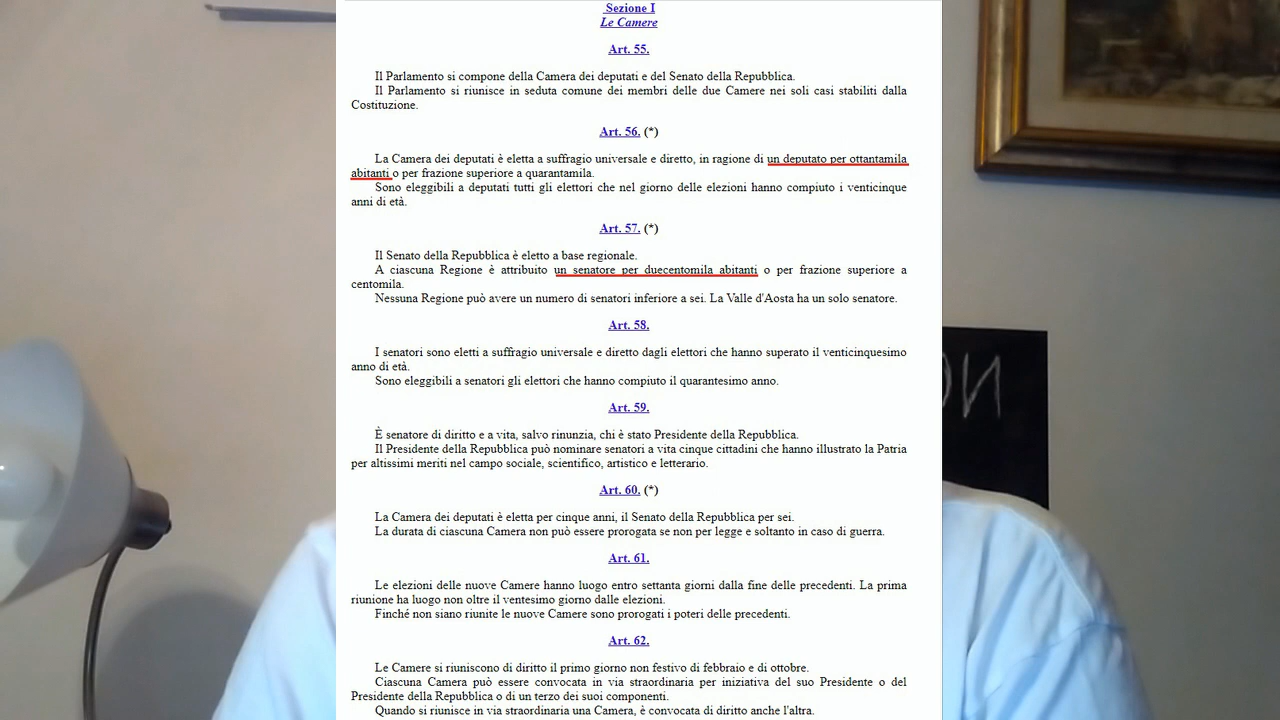 Sezione I
Le Camere
Art. 55.
Il Parlamento si compone della Camera dei deputati e del Senato della Repubblica.
Il Parlamento si riunisce in seduta comune dei membri delle due Camere nei soli casi stabiliti dalla
Costituzione.
Art. 56. (*)
La Camera dei deputati è eletta a suffragio universale e diretto, in ragione di un deputato per ottantamila
abitanti o per frazione superiore a quarantamila.
Sono eleggibili a deputati tutti gli elettori che nel giorno delle elezioni hanno compiuto i venticinque
anni di età.
Art. 57. (*)
Il Senato della Repubblica è eletto a base regionale.
A ciascuna Regione è attribuito un senatore per duecentomila abitanti o per frazione superiore a
centomila.
Nessuna Regione può avere un numero di senatori inferiore a sei. La Valle d'Aosta ha un solo senatore.
Art. 58.
I senatori sono eletti a suffragio universale e diretto dagli elettori che hanno superato il venticinquesimo
anno di età.
Sono eleggibili a senatori gli elettori che hanno compiuto il quarantesimo anno.
Art. 59.
È senatore di diritto e a vita, salvo rinunzia, chi è stato Presidente della Repubblica.
Il Presidente della Repubblica può nominare senatori a vita cinque cittadini che hanno illustrato la Patria
per altissimi meriti nel campo sociale, scientifico, artistico e letterario.
Art. 60. (*)
La Camera dei deputati è eletta per cinque anni, il Senato della Repubblica per sei.
La durata di ciascuna Camera non può essere prorogata se non per legge e soltanto in caso di guerra.
Art. 61.
Le elezioni delle nuove Camere hanno luogo entro settanta giorni dalla fine delle precedenti. La prima
riunione ha luogo non oltre il ventesimo giorno dalle elezioni.
Finché non siano riunite le nuove Camere sono prorogati i poteri delle precedenti.
Art. 62.
Le Camere si riuniscono di diritto il primo giorno non festivo di febbraio e di ottobre.
Ciascuna Camera può essere convocata in via straordinaria per iniziativa del suo Presidente o del
Presidente della Repubblica o di un terzo dei suoi componenti.
Quando si riunisce in via straordinaria una Camera, è convocata di diritto anche l'altra.